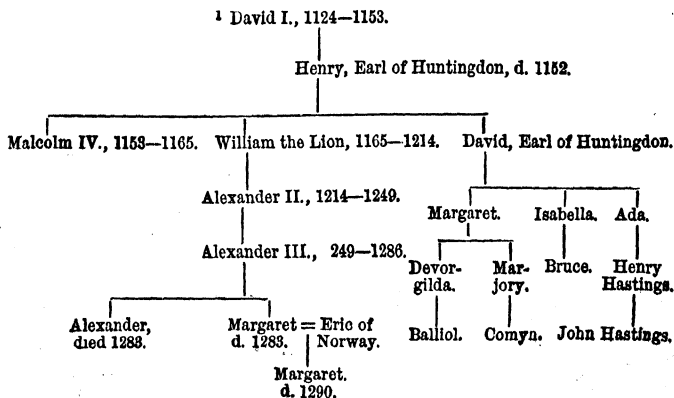 1 David I., 1124—1153.
Henry, Earl of Huntingdon, d. 1152.
Malcolm IV., 1153—1165. William the Lion, 1165—1214. David, Earl of Huntingdon.
Alexander II., 1214—1249.
Margaret. Isabella. Ada.
Alexander III., 249—1286.
Devor- Mar- Bruce. Henry
gilda. jory. Hastings.
Alexander, Margaret = Eric of
died 1283. d. 1283. Norway.
Balliol. Comyn. John Hastings.
Margaret.
d. 1290.